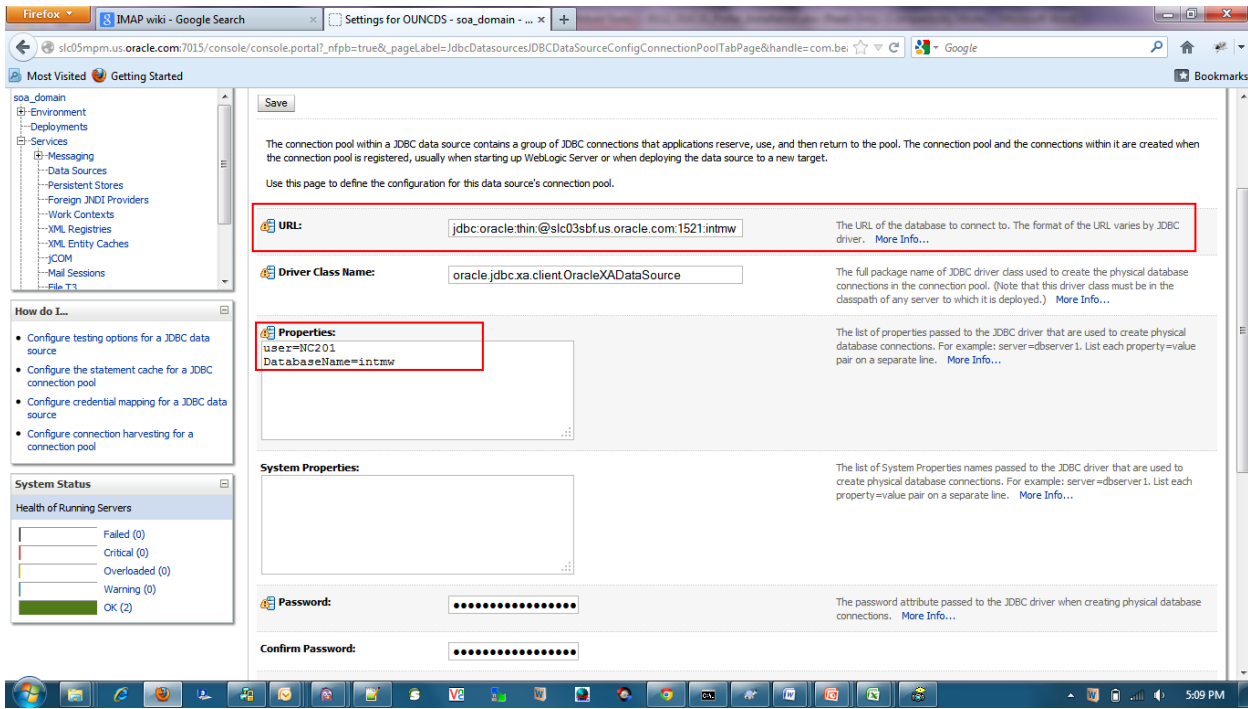 Firefox
IMAP wiki - Google Search
Settings for OUNCDS - soa_domain - ...
slc05mpm.us.oracle.com:7015/console/console.portal?_nfpb=true&_pageLabel=JdbcDatasourcesJDBCDataSourceConfigConnectionPoolTabPage&handle=com.be
Google
Most Visited
Getting Started
Bookmarks
soa_domain
Environment
Deployments
Services
Messaging
Data Sources
Persistent Stores
Foreign JNDI Providers
Work Contexts
XML Registries
XML Entity Caches
jCOM
Mail Sessions
File T3
How do I...
Configure testing options for a JDBC data
source
Configure the statement cache for a JDBC
connection pool
Configure credential mapping for a JDBC data
source
Configure connection harvesting for a
connection pool
System Status
Health of Running Servers
Failed (0)
Critical (0)
Overloaded (0)
Warning (0)
OK (2)
Save
The connection pool within a JDBC data source contains a group of JDBC connections that applications reserve, use, and then return to the pool. The connection pool and the connections within it are created when
the connection pool is registered, usually when starting up WebLogic Server or when deploying the data source to a new target.
Use this page to define the configuration for this data source's connection pool.
URL:
jdbc:oracle:thin:@slc03sbf.us.oracle.com:1521:intmw
The URL of the database to connect to. The format of the URL varies by JDBC
driver. More Info...
Driver Class Name:
oracle.jdbc.xa.client.OracleXADataSource
The full package name of JDBC driver class used to create the physical database
connections in the connection pool. (Note that this driver class must be in the
classpath of any server to which it is deployed.) More Info...
Properties:
user=NC201
DatabaseName=intmw
The list of properties passed to the JDBC driver that are used to create physical
database connections. For example: server=dbserver1. List each property=value
pair on a separate line. More Info...
System Properties:
The list of System Properties names passed to the JDBC driver that are used to
create physical database connections. For example: server=dbserver1. List each
property=value pair on a separate line. More Info...
Password:
The password attribute passed to the JDBC driver when creating physical database
connections. More Info...
Confirm Password:
5:09 PM